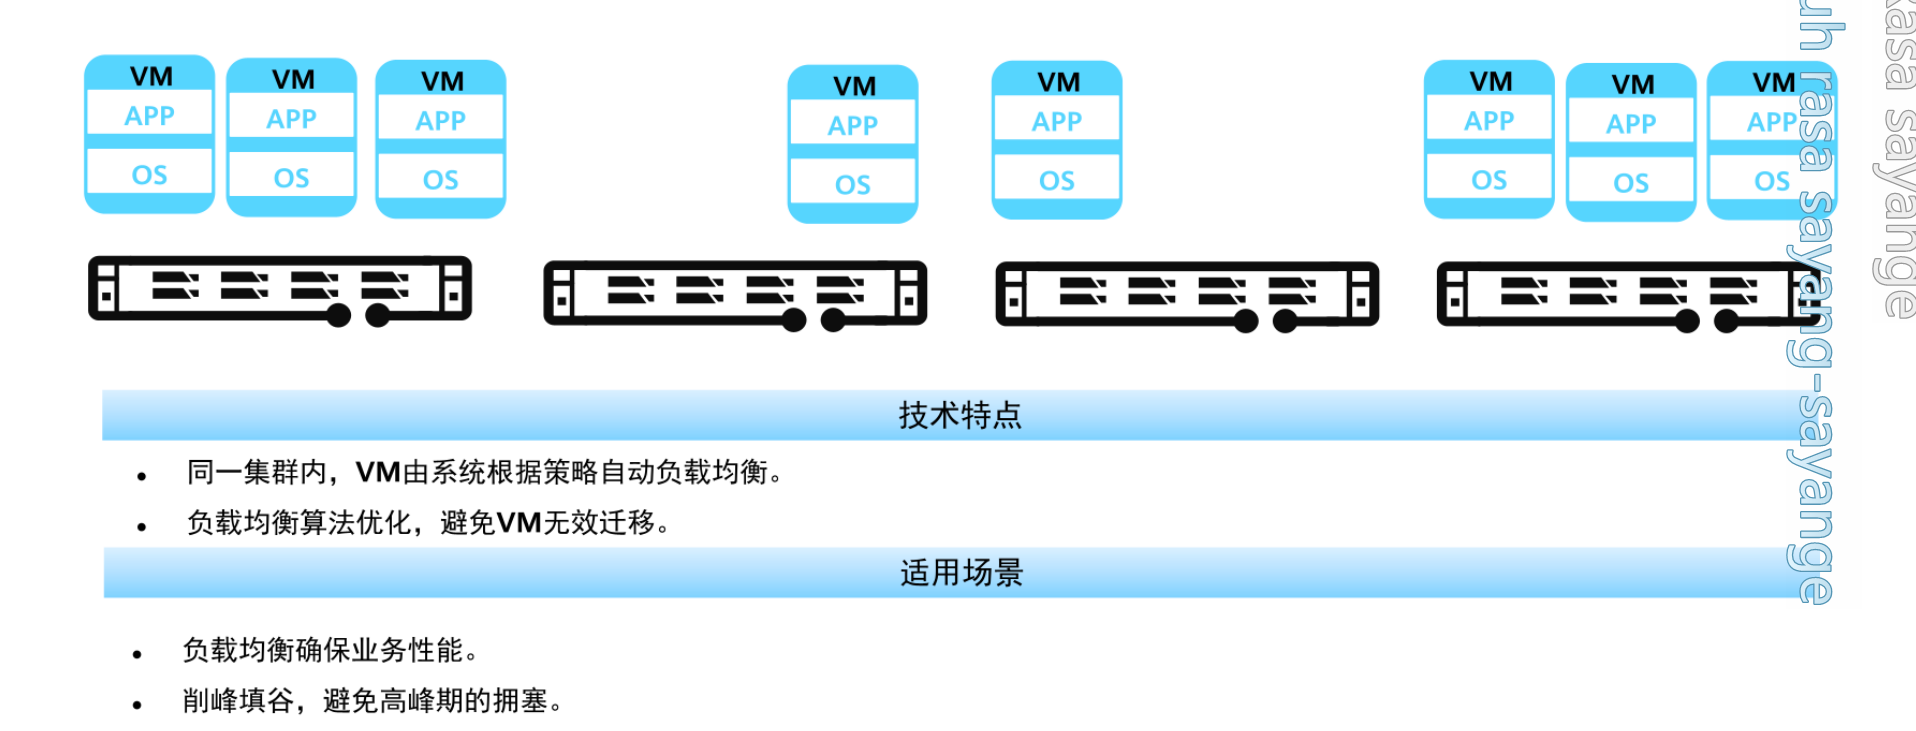 VM VM VM VM VM VM VM VM
APP APP APP APP APP APP APP APP
OS OS OS OS OS OS OS OS
技术特点
• 同一集群内，VM由系统根据策略自动负载均衡。
• 负载均衡算法优化，避免VM无效迁移。
适用场景
• 负载均衡确保业务性能。
• 削峰填谷，避免高峰期的拥塞。
uh rasa sayang-sayange
rasa sayange